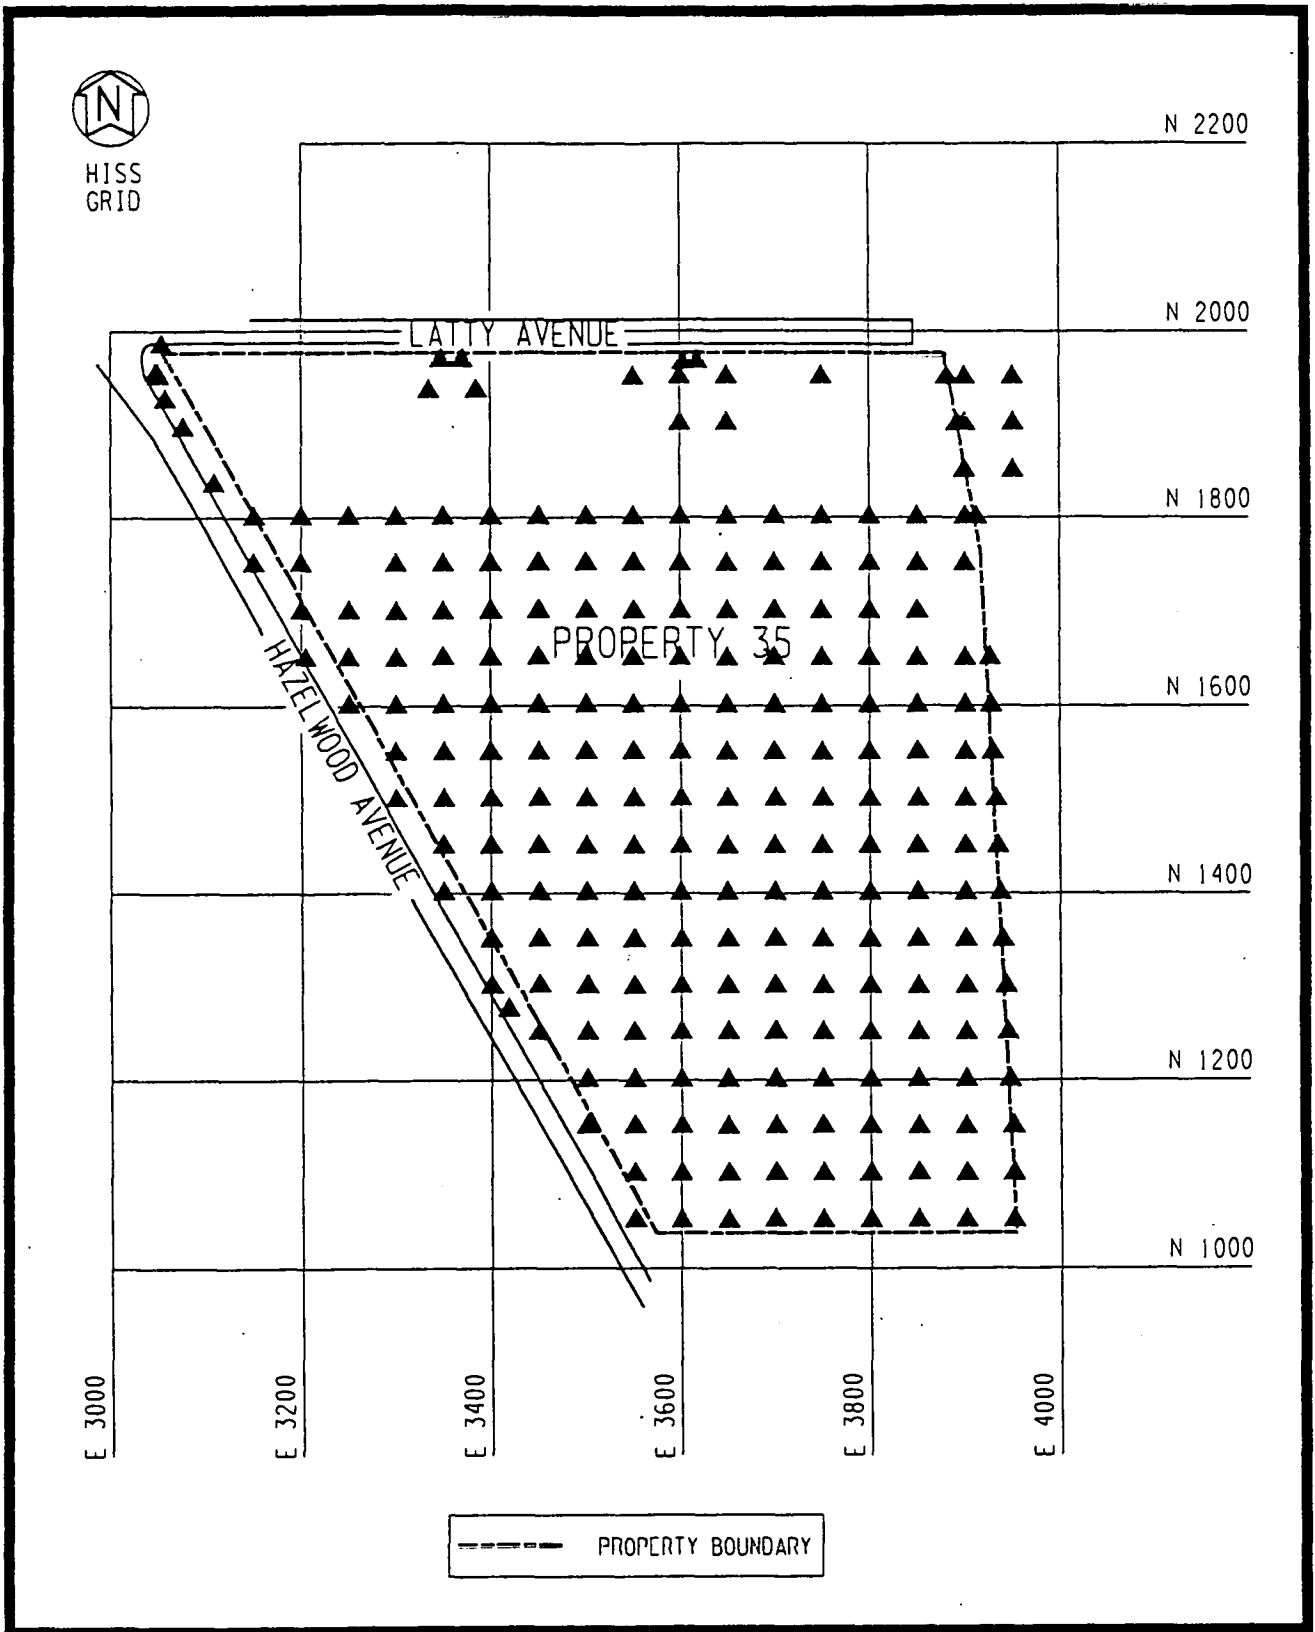 N
HISS
GRID
N 2200
N 2000
LATTY AVENUE
N 1800
PROPERTY 35
N 1600
HAZELWOOD AVENUE
N 1400
N 1200
N 1000
E 3000
E 3200
E 3400
E 3600
E 3800
E 4000
PROPERTY BOUNDARY